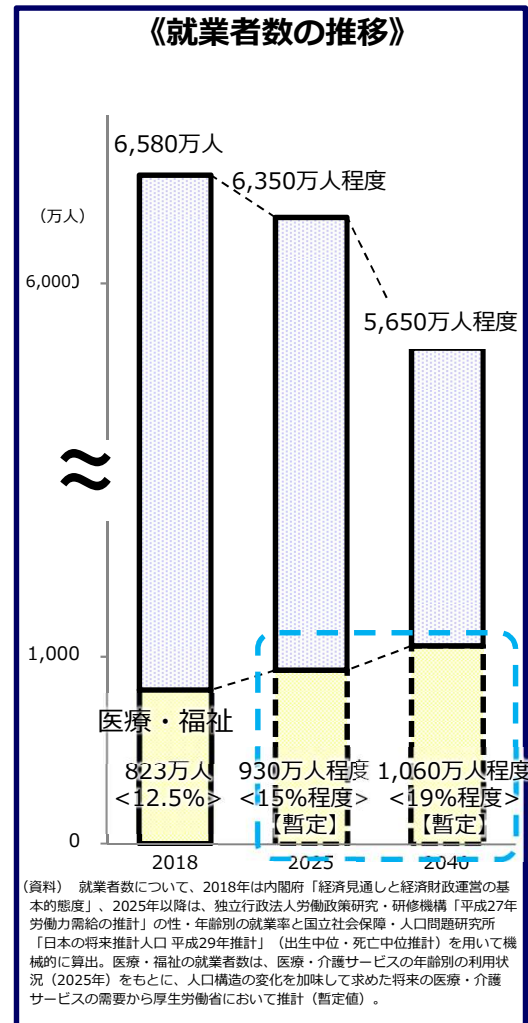 《就業者数の推移》
6,580万人
6,350万人程度
(万人)
6,000
5,650万人程度
≈
1,000
医療・福祉
823万人 930万人程度 1,060万人程度
<12.5%> <15%程度> <19%程度>
【暫定】 【暫定】
0
2018 2025 2040
(資料) 就業者数について、2018年は内閣府「経済見通しと経済財政運営の基
本的態度」、2025年以降は、独立行政法人労働政策研究・研修機構「平成27年
労働力需給の推計」の性・年齢別の就業率と国立社会保障・人口問題研究所
「日本の将来推計人口 平成29年推計」(出生中位・死亡中位推計)を用いて機
械的に算出。医療・福祉の就業者数は、医療・介護サービスの年齢別の利用状
況(2025年)をもとに、人口構造の変化を加味して求めた将来の医療・介護
サービスの需要から厚生労働省において推計(暫定値)。